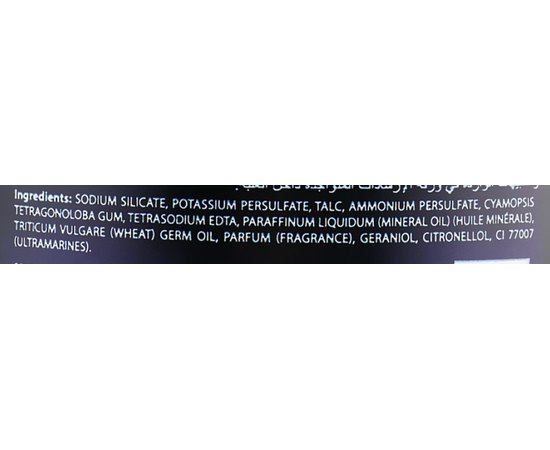 Ingredients: SODIUM SILICATE, POTASSIUM PERSULFATE, TALC, AMMONIUM PERSULFATE, CYAMOPSIS
TETRAGONOLOBA GUM, TETRASODIUM EDTA, PARAFFINUM LIQUIDUM (MINERAL OIL) (HUILE MINÉRALE),
TRITICUM VULGARE (WHEAT) GERM OIL, PARFUM (FRAGRANCE), GERANIOL, CITRONELLOL, CI 77007
(ULTRAMARINES).